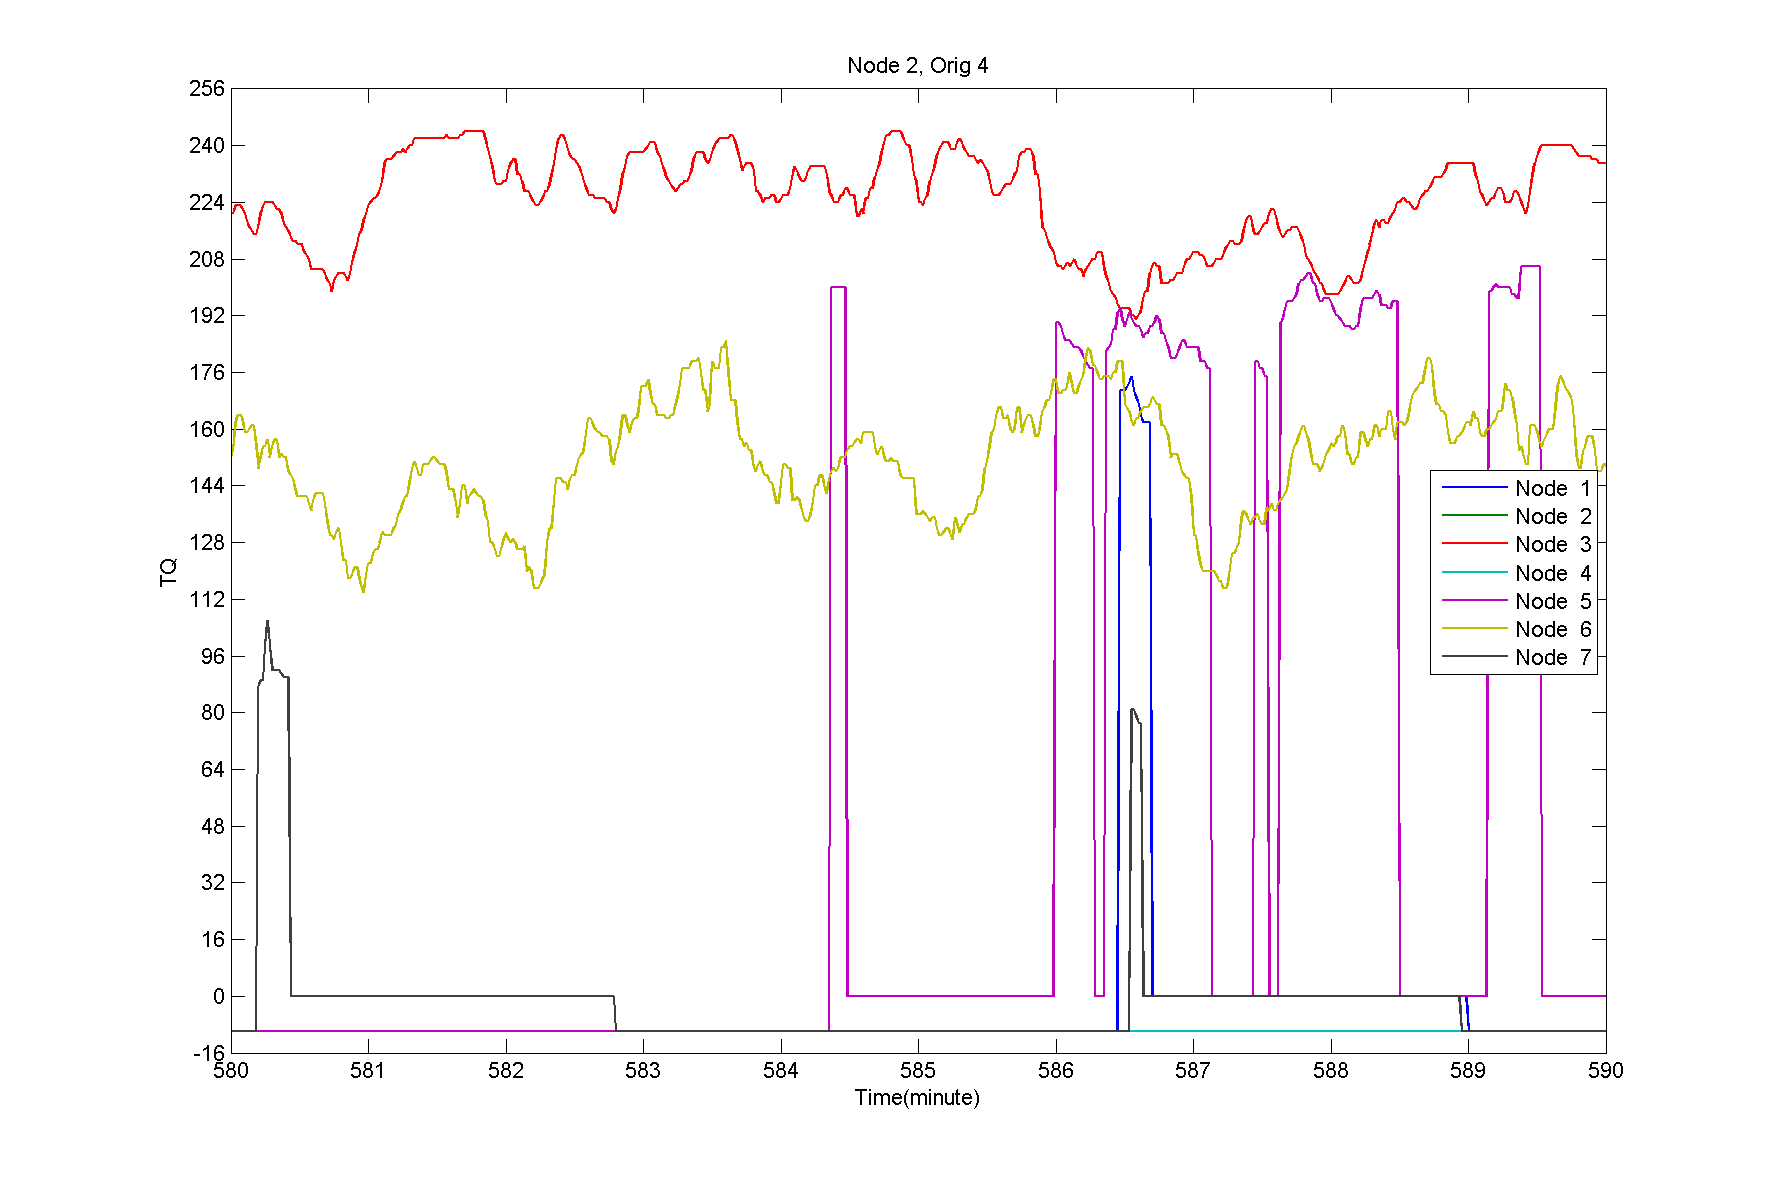 Node 2, Orig 4
256
240
224
208
192
176
160
144
128
112
96
80
64
48
32
16
0
-16
TQ
Node 1
Node 2
Node 3
Node 4
Node 5
Node 6
Node 7
580 581 582 583 584 585 586 587 588 589 590
Time(minute)